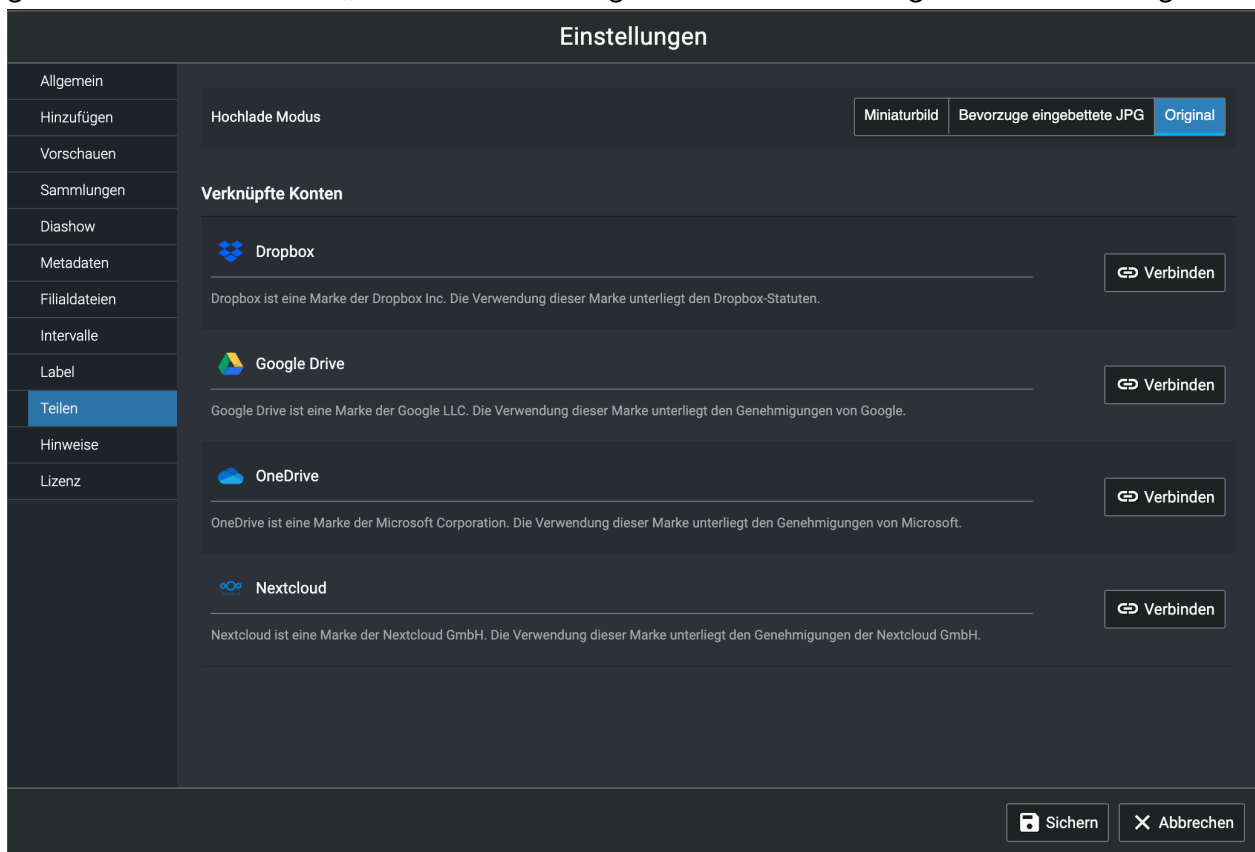 Einstellungen
Allgemein
Hinzufügen
Vorschauen
Sammlungen
Diashow
Metadaten
Filialdateien
Intervalle
Label
Teilen
Hinweise
Lizenz
Hochlade Modus
Miniaturbild
Bevorzuge eingebettete JPG
Original
Verknüpfte Konten
Dropbox
Verbinden
Dropbox ist eine Marke der Dropbox Inc. Die Verwendung dieser Marke unterliegt den Dropbox-Statuten.
Google Drive
Verbinden
Google Drive ist eine Marke der Google LLC. Die Verwendung dieser Marke unterliegt den Genehmigungen von Google.
OneDrive
Verbinden
OneDrive ist eine Marke der Microsoft Corporation. Die Verwendung dieser Marke unterliegt den Genehmigungen von Microsoft.
Nextcloud
Verbinden
Nextcloud ist eine Marke der Nextcloud GmbH. Die Verwendung dieser Marke unterliegt den Genehmigungen der Nextcloud GmbH.
Sichern
Abbrechen